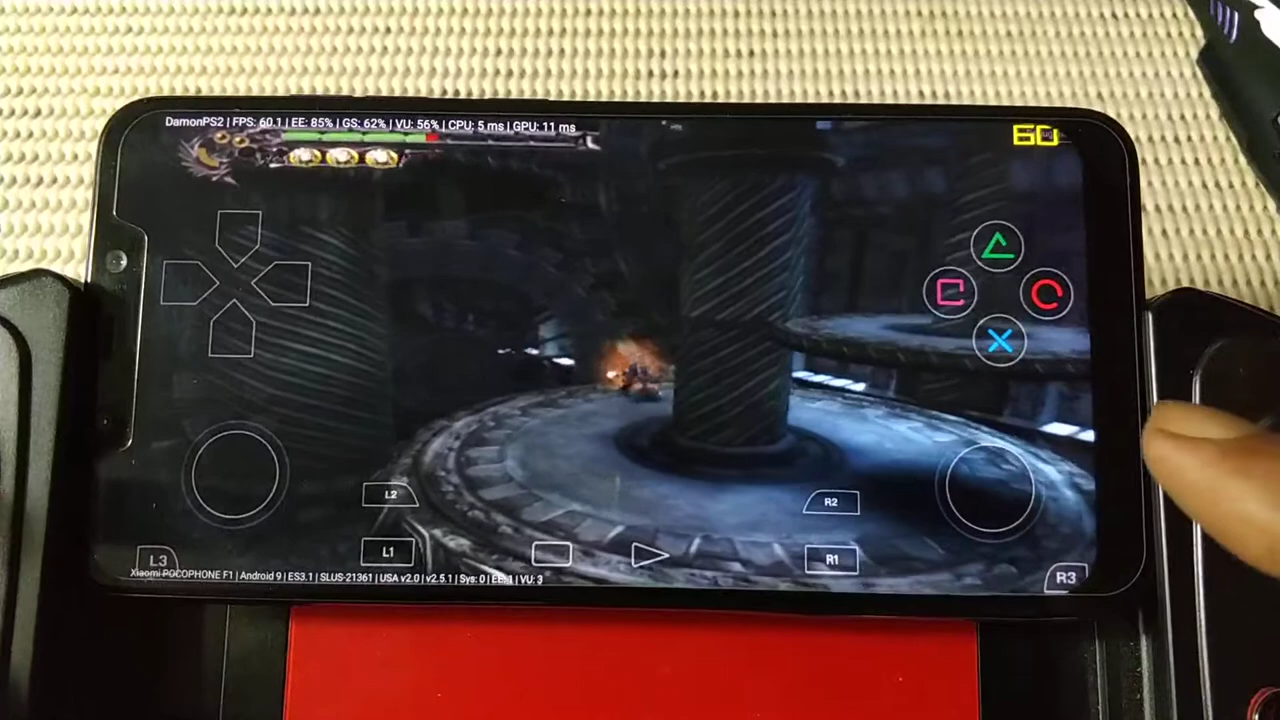 DamonPS2 | FPS: 60.1 | EE: 85% | GS: 62% | VU: 56% | CPU: 5 ms | GPU: 11 ms
60
L2
R2
L1
R1
L3
R3
Xiaomi POCOPHONE F1 | Android 9 | ES3.1 | SLUS-21361 | USA v2.0 | v2.5.1 | Sys: 0 | EE: 1 | VU: 3